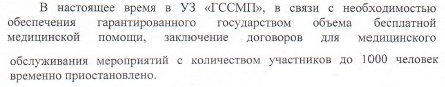 В настоящее время в УЗ «ГССМП», в связи с необходимостью
обеспечения гарантированного государством объема бесплатной
медицинской помощи, заключение договоров для медицинского
обслуживания мероприятий с количеством участников до 1000 человек
временно приостановлено.